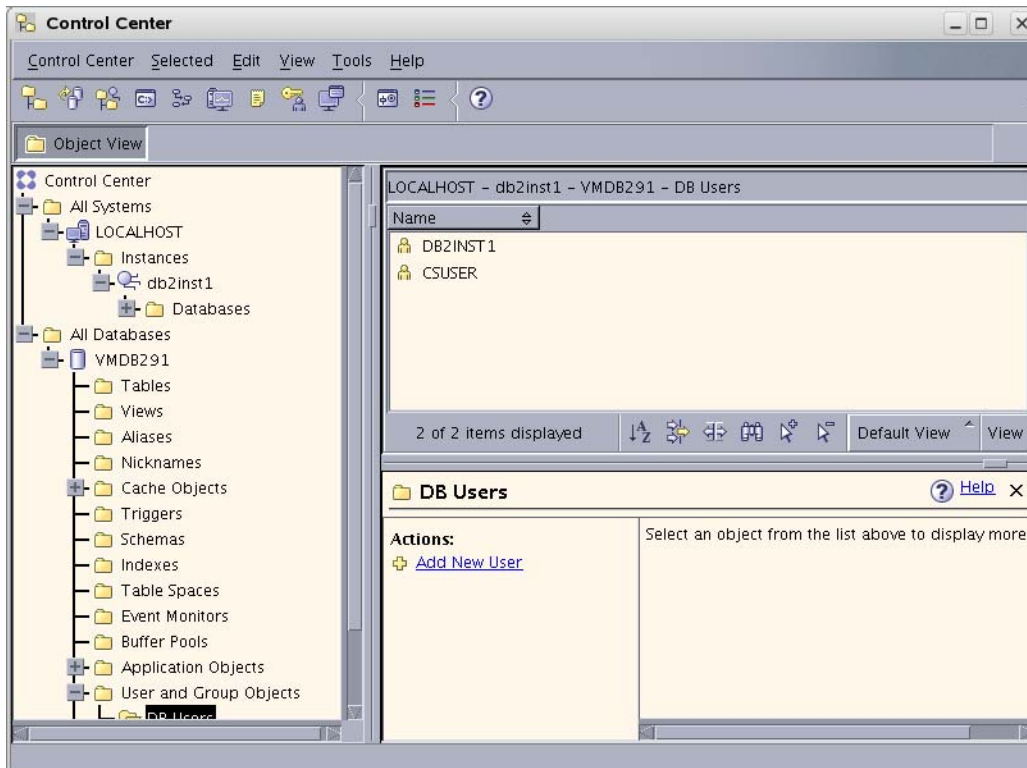 Control Center
Control Center Selected Edit View Tools Help
Object View
Control Center
All Systems
LOCALHOST
Instances
db2inst1
Databases
All Databases
VMDB291
Tables
Views
Aliases
Nicknames
Cache Objects
Triggers
Schemas
Indexes
Table Spaces
Event Monitors
Buffer Pools
Application Objects
User and Group Objects
DB Users
LOCALHOST - db2inst1 - VMDB291 - DB Users
Name
DB2INST1
CSUSER
2 of 2 items displayed
Default View
View
DB Users
Help
Actions:
Add New User
Select an object from the list above to display more